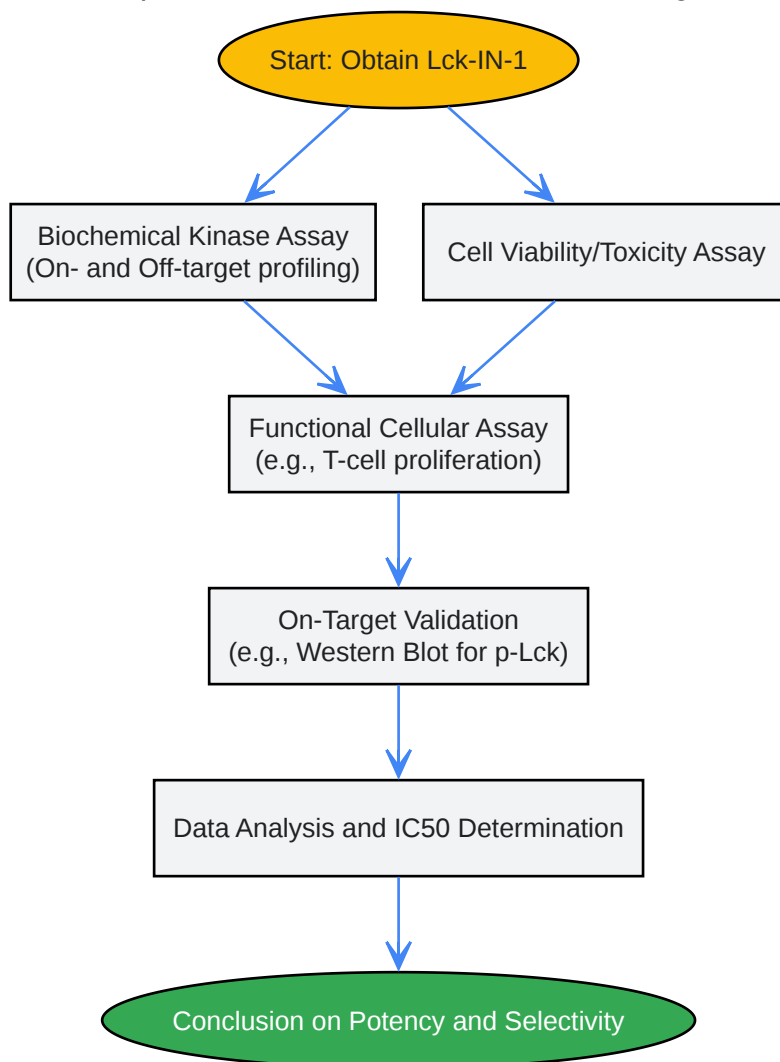 Start: Obtain Lck-IN-1
Biochemical Kinase Assay
(On- and Off-target profiling)
Cell Viability/Toxicity Assay
Functional Cellular Assay
(e.g., T-cell proliferation)
On-Target Validation
(e.g., Western Blot for p-Lck)
Data Analysis and IC50 Determination
Conclusion on Potency and Selectivity